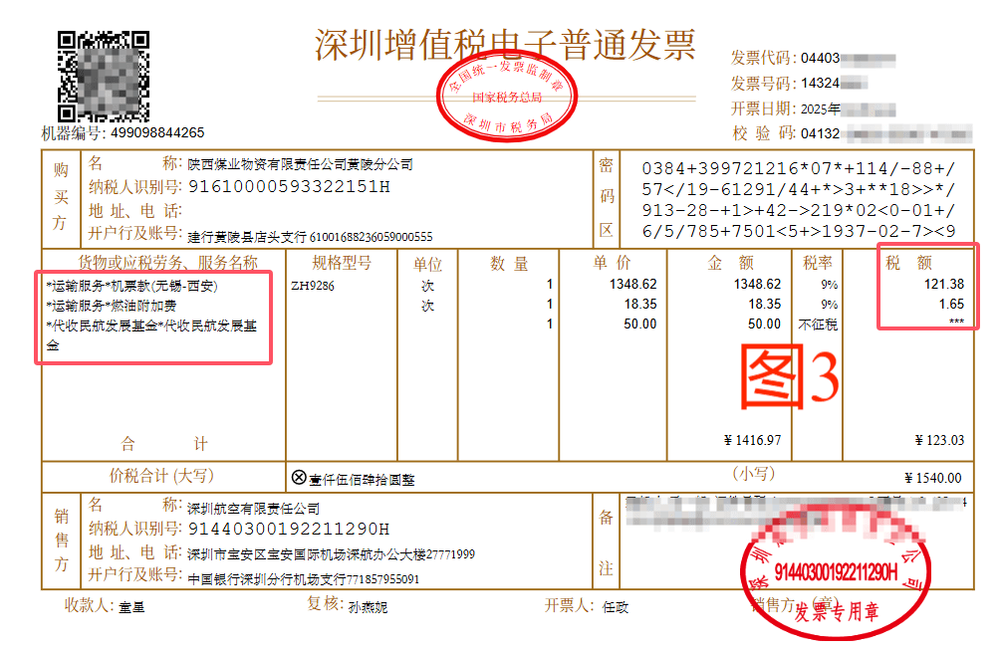 深圳增值税电子普通发票
全国统一发票监制章
国家税务总局
深圳市税务局
发票代码: 04403
发票号码: 14324
开票日期: 2025年
校 验 码: 04132
机器编号: 499098844265
购买方
名 称: 陕西煤业物资有限责任公司黄陵分公司
纳税人识别号: 91610000593322151H
地 址、电 话:
开户行及账号: 建行黄陵县店头支行 61001688236059000555
密码区
0384+399721216*07*+114/-88+/
57</19-61291/44+*>3+**18>>*/
913-28-+1>+42->219*02<0-01+/
6/5/785+7501<5+>1937-02-7><9
货物或应税劳务、服务名称 规格型号 单位 数 量 单 价 金 额 税率 税 额
*运输服务*机票款(无锡-西安) ZH9286 次 1 1348.62 1348.62 9% 121.38
*运输服务*燃油附加费 次 1 18.35 18.35 9% 1.65
*代收民航发展基金*代收民航发展基 1 50.00 50.00 不征税 ***
金
图3
合 计 ¥1416.97 ¥123.03
价税合计 (大写) ⊗壹仟伍佰肆拾圆整 (小写) ¥1540.00
销售方
名 称: 深圳航空有限责任公司
纳税人识别号: 91440300192211290H
地 址、电 话: 深圳市宝安区宝安国际机场深航办公大楼27771999
开户行及账号: 中国银行深圳分行机场支行771857955091
备注
收款人: 童星 复核: 孙燕妮 开票人: 任政 销售方: (章)
深圳 公司
91440300192211290H
发票专用章